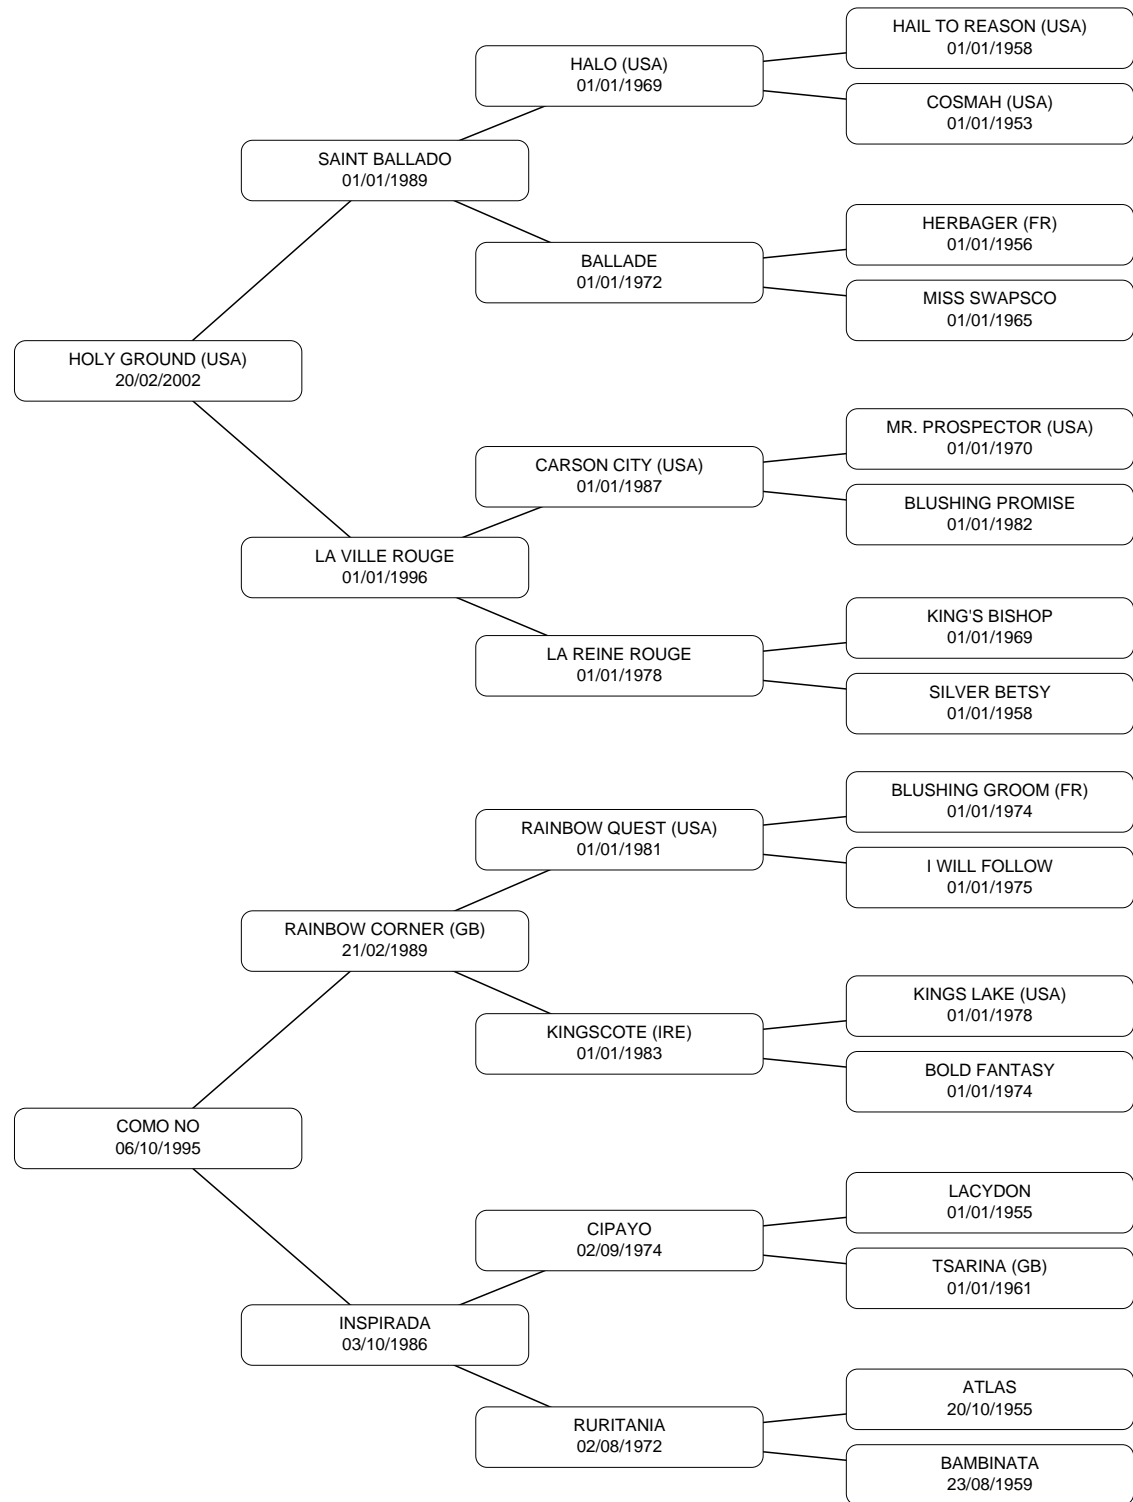 HAIL TO REASON (USA)
01/01/1958
HALO (USA)
01/01/1969
COSMAH (USA)
01/01/1953
SAINT BALLADO
01/01/1989
HERBAGER (FR)
01/01/1956
BALLADE
01/01/1972
MISS SWAPSCO
01/01/1965
HOLY GROUND (USA)
20/02/2002
MR. PROSPECTOR (USA)
01/01/1970
CARSON CITY (USA)
01/01/1987
BLUSHING PROMISE
01/01/1982
LA VILLE ROUGE
01/01/1996
KING'S BISHOP
01/01/1969
LA REINE ROUGE
01/01/1978
SILVER BETSY
01/01/1958
BLUSHING GROOM (FR)
01/01/1974
RAINBOW QUEST (USA)
01/01/1981
I WILL FOLLOW
01/01/1975
RAINBOW CORNER (GB)
21/02/1989
KINGS LAKE (USA)
01/01/1978
KINGSCOTE (IRE)
01/01/1983
BOLD FANTASY
01/01/1974
COMO NO
06/10/1995
LACYDON
01/01/1955
CIPAYO
02/09/1974
TSARINA (GB)
01/01/1961
INSPIRADA
03/10/1986
ATLAS
20/10/1955
RURITANIA
02/08/1972
BAMBINATA
23/08/1959